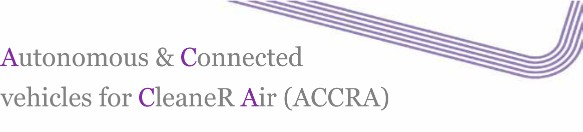 Autonomous & Connected
vehicles for CleaneR Air (ACCRA)